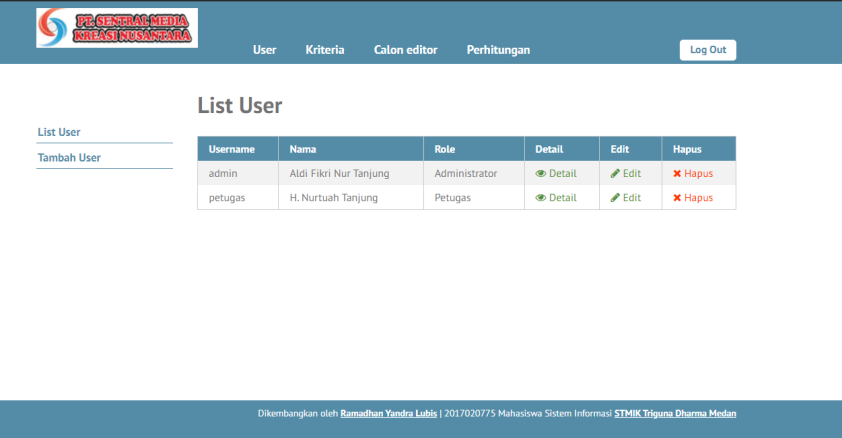 PT. SENTRAL MEDIA
KREASI NUSANTARA
User Kriteria Calon editor Perhitungan Log Out
List User
Tambah User
List User
Username Nama Role Detail Edit Hapus
admin Aldi Fikri Nur Tanjung Administrator Detail Edit Hapus
petugas H. Nurtuah Tanjung Petugas Detail Edit Hapus
Dikembangkan oleh Ramadhan Yandra Lubis | 2017020775 Mahasiswa Sistem Informasi STMIK Triguna Dharma Medan